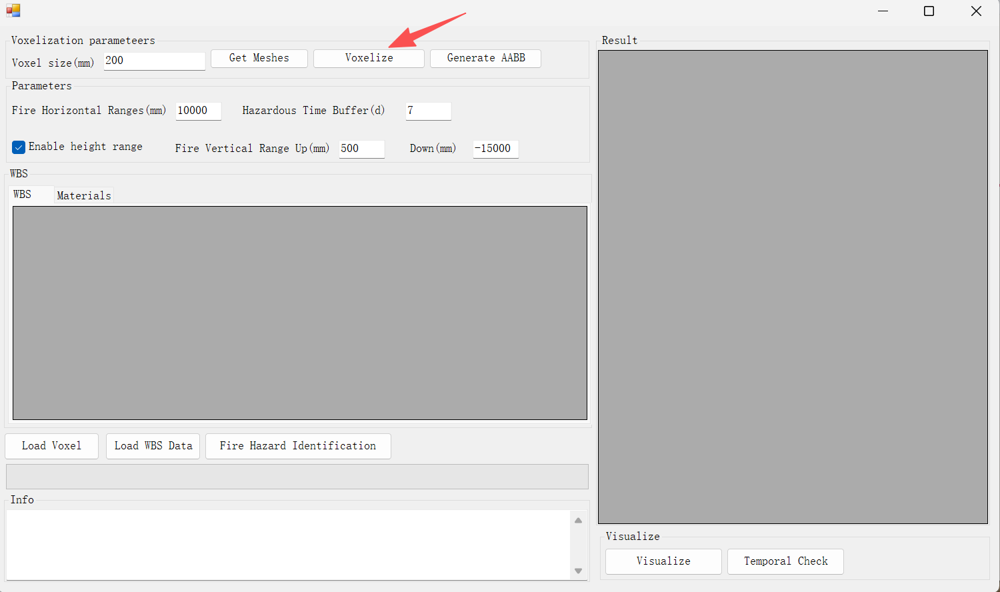 Voxelization parameteers
Voxel size(mm) 200 Get Meshes Voxelize Generate AABB
Parameters
Fire Horizontal Ranges(mm) 10000 Hazardous Time Buffer(d) 7
Enable height range Fire Vertical Range Up(mm) 500 Down(mm) -15000
WBS
WBS Materials
Load Voxel Load WBS Data Fire Hazard Identification
Info
Result
Visualize
Visualize Temporal Check